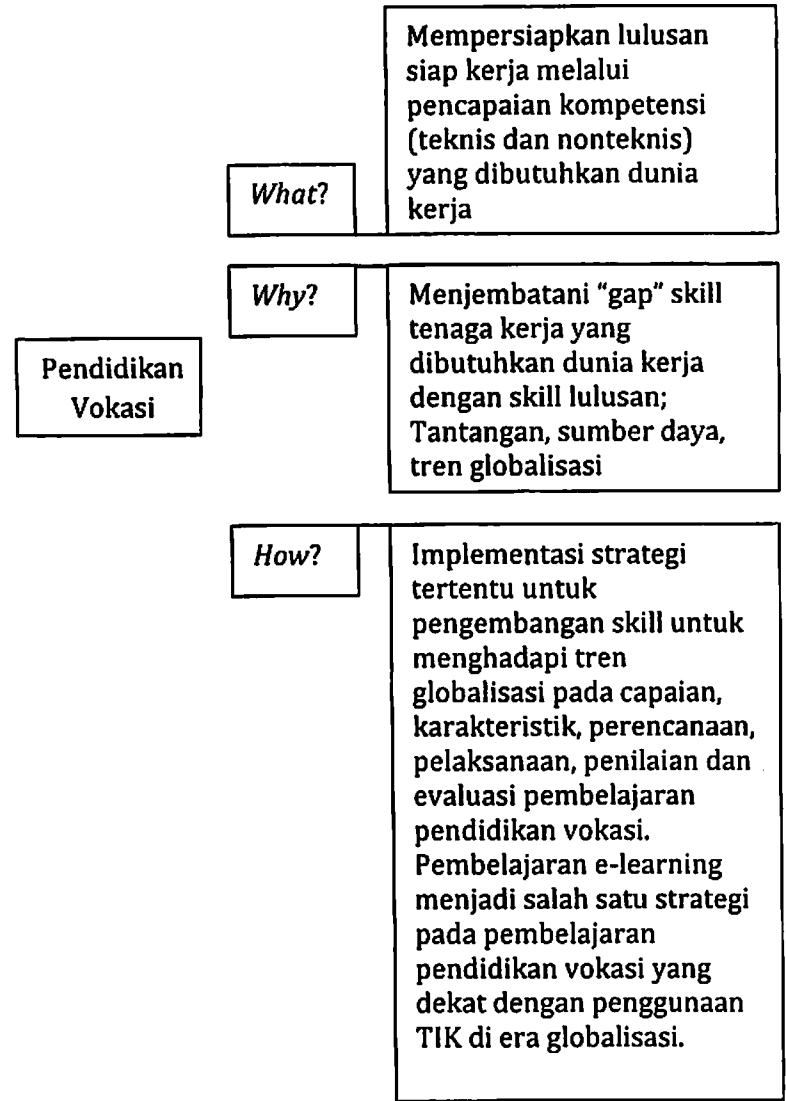 Pendidikan
Vokasi
What?
Mempersiapkan lulusan
siap kerja melalui
pencapaian kompetensi
(teknis dan nonteknis)
yang dibutuhkan dunia
kerja
Why?
Menjembatani “gap” skill
tenaga kerja yang
dibutuhkan dunia kerja
dengan skill lulusan;
Tantangan, sumber daya,
tren globalisasi
How?
Implementasi strategi
tertentu untuk
pengembangan skill untuk
menghadapi tren
globalisasi pada capaian,
karakteristik, perencanaan,
pelaksanaan, penilaian dan
evaluasi pembelajaran
pendidikan vokasi.
Pembelajaran e-learning
menjadi salah satu strategi
pada pembelajaran
pendidikan vokasi yang
dekat dengan penggunaan
TIK di era globalisasi.